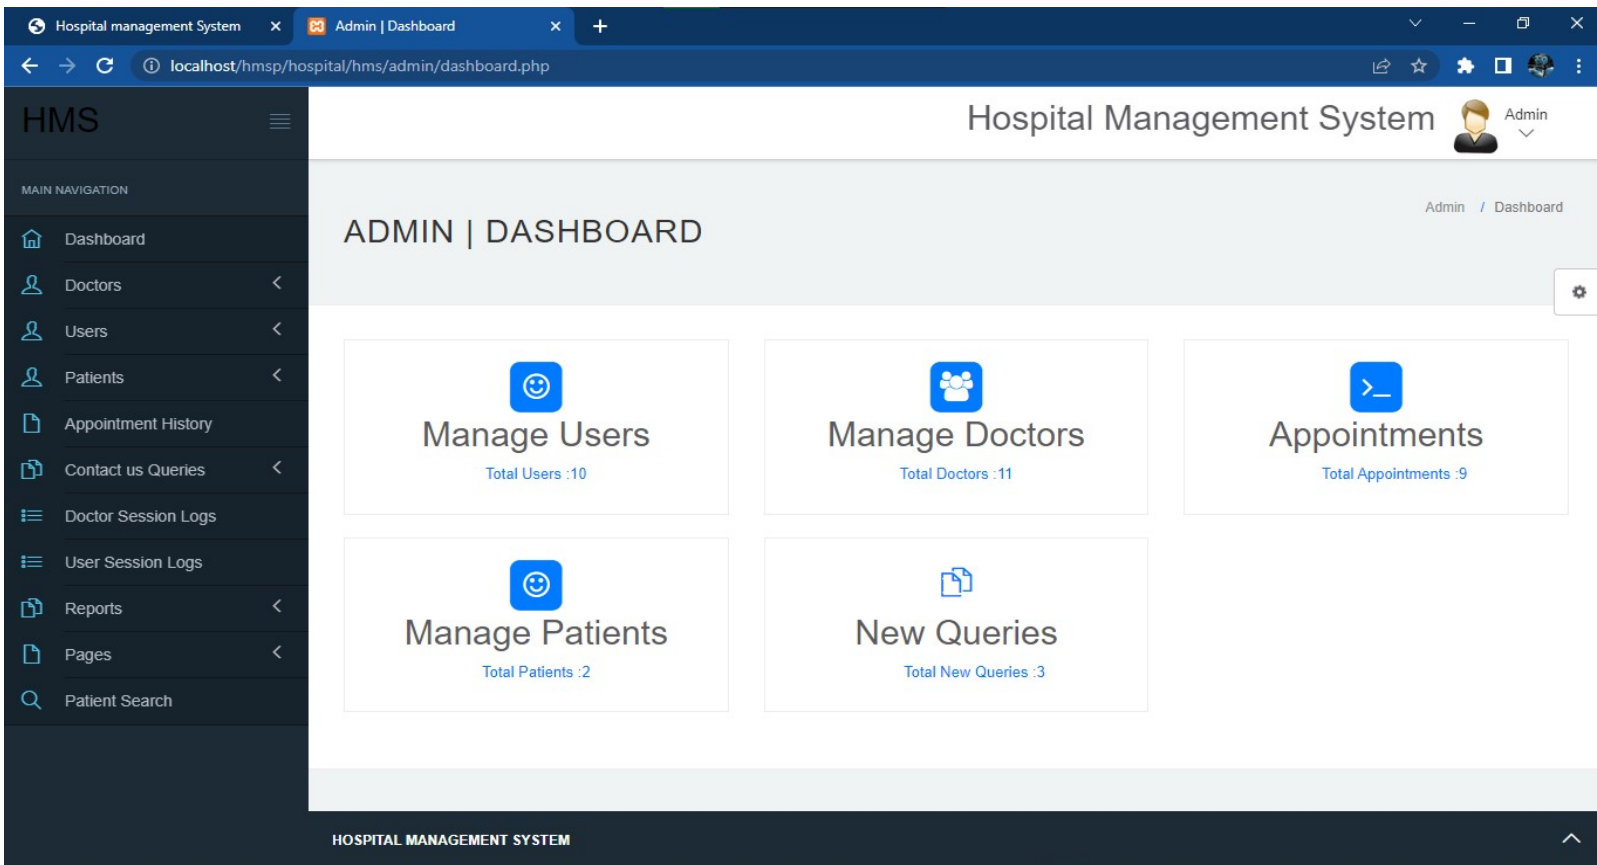 Hospital management System
Admin | Dashboard
localhost/hmsp/hospital/hms/admin/dashboard.php
HMS
Hospital Management System
Admin
MAIN NAVIGATION
Dashboard
Doctors
Users
Patients
Appointment History
Contact us Queries
Doctor Session Logs
User Session Logs
Reports
Pages
Patient Search
ADMIN | DASHBOARD
Admin / Dashboard
Manage Users
Total Users :10
Manage Doctors
Total Doctors :11
Appointments
Total Appointments :9
Manage Patients
Total Patients :2
New Queries
Total New Queries :3
HOSPITAL MANAGEMENT SYSTEM